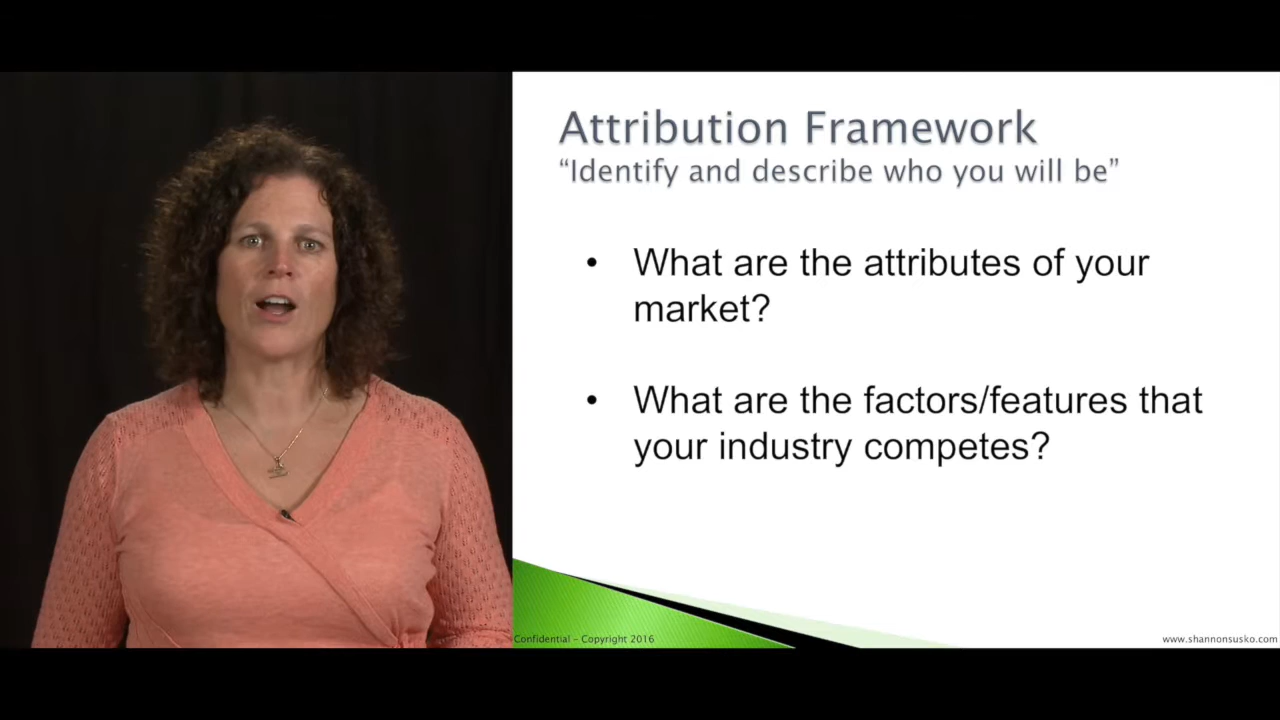 Attribution Framework
“Identify and describe who you will be”
• What are the attributes of your
market?
• What are the factors/features that
your industry competes?
Confidential – Copyright 2016
www.shannonsusko.com